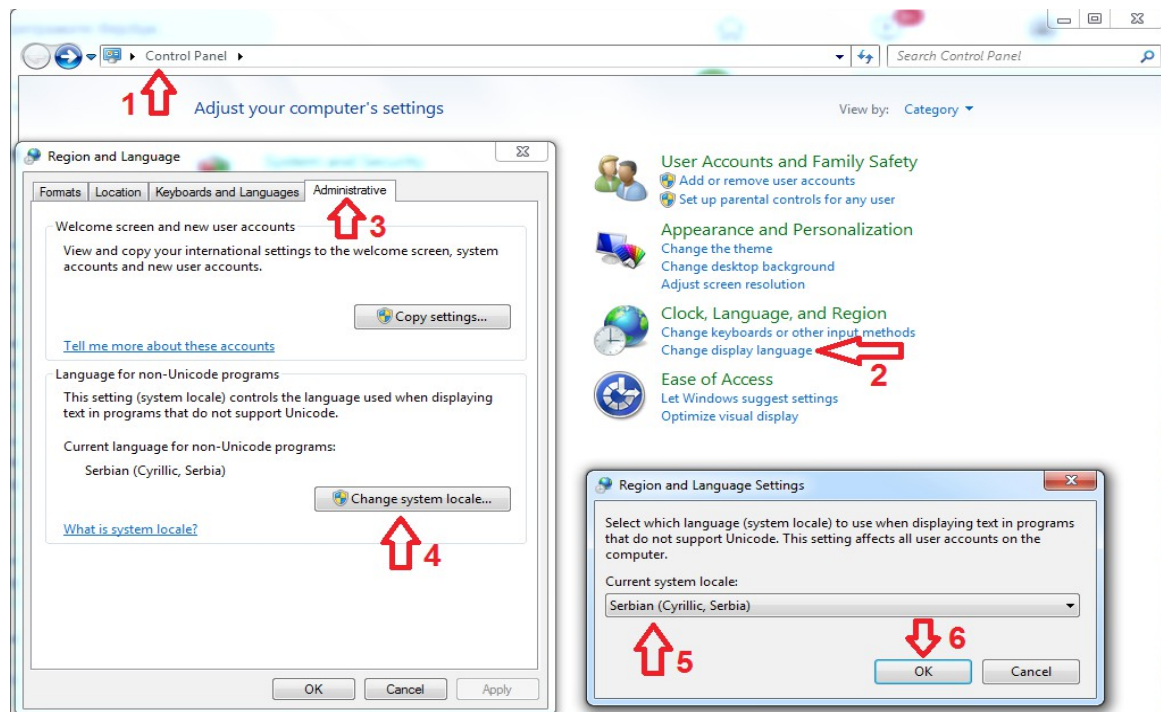 Control Panel
Search Control Panel
1
Adjust your computer's settings
View by: Category
Region and Language
Formats Location Keyboards and Languages Administrative
3
Welcome screen and new user accounts
View and copy your international settings to the welcome screen, system
accounts and new user accounts.
Copy settings...
Tell me more about these accounts
Language for non-Unicode programs
This setting (system locale) controls the language used when displaying
text in programs that do not support Unicode.
Current language for non-Unicode programs:
Serbian (Cyrillic, Serbia)
Change system locale...
What is system locale?
4
OK Cancel Apply
User Accounts and Family Safety
Add or remove user accounts
Set up parental controls for any user
Appearance and Personalization
Change the theme
Change desktop background
Adjust screen resolution
Clock, Language, and Region
Change keyboards or other input methods
Change display language
2
Ease of Access
Let Windows suggest settings
Optimize visual display
Region and Language Settings
Select which language (system locale) to use when displaying text in programs
that do not support Unicode. This setting affects all user accounts on the
computer.
Current system locale:
Serbian (Cyrillic, Serbia)
5
6
OK Cancel